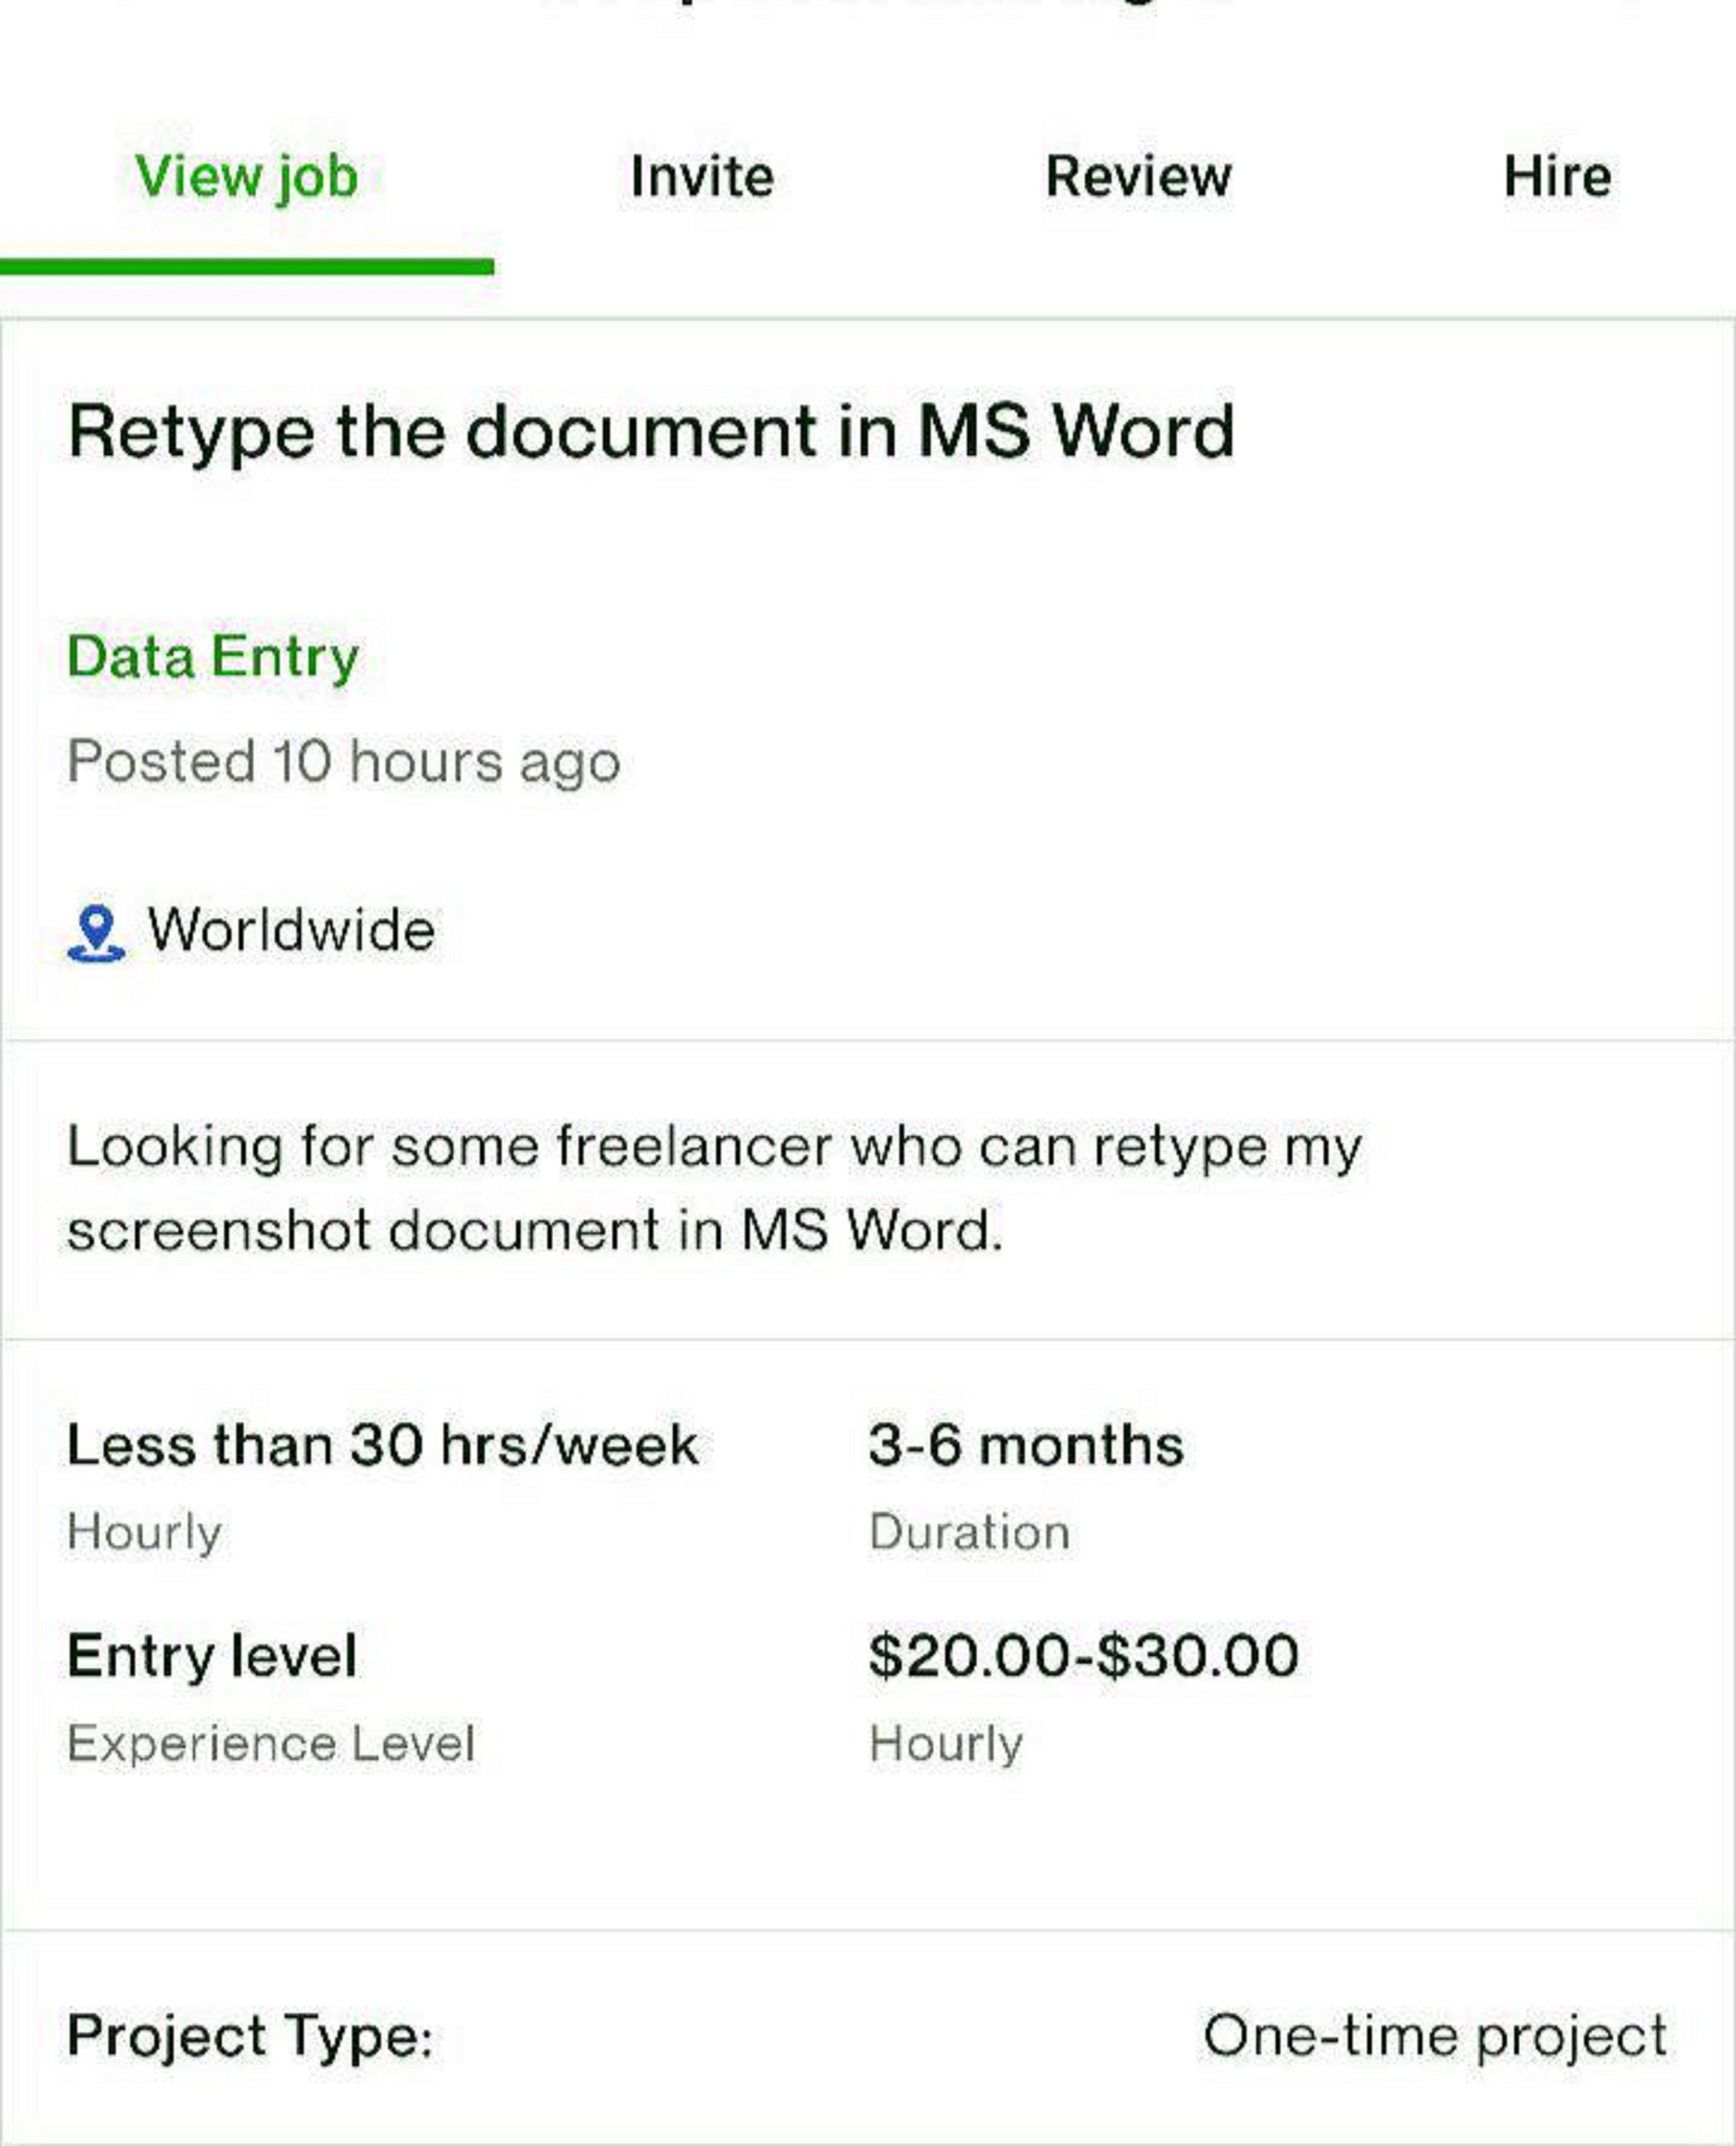 View job Invite Review Hire
Retype the document in MS Word
Data Entry
Posted 10 hours ago
Worldwide
Looking for some freelancer who can retype my
screenshot document in MS Word.
Less than 30 hrs/week 3-6 months
Hourly Duration
Entry level $20.00-$30.00
Experience Level Hourly
Project Type: One-time project